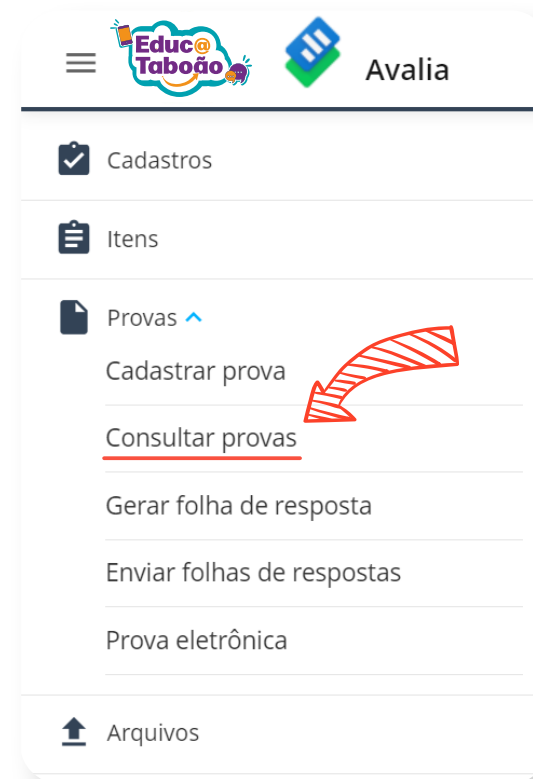 Educ@
Taboão
Avalia
Cadastros
Itens
Provas
Cadastrar prova
Consultar provas
Gerar folha de resposta
Enviar folhas de respostas
Prova eletrônica
Arquivos